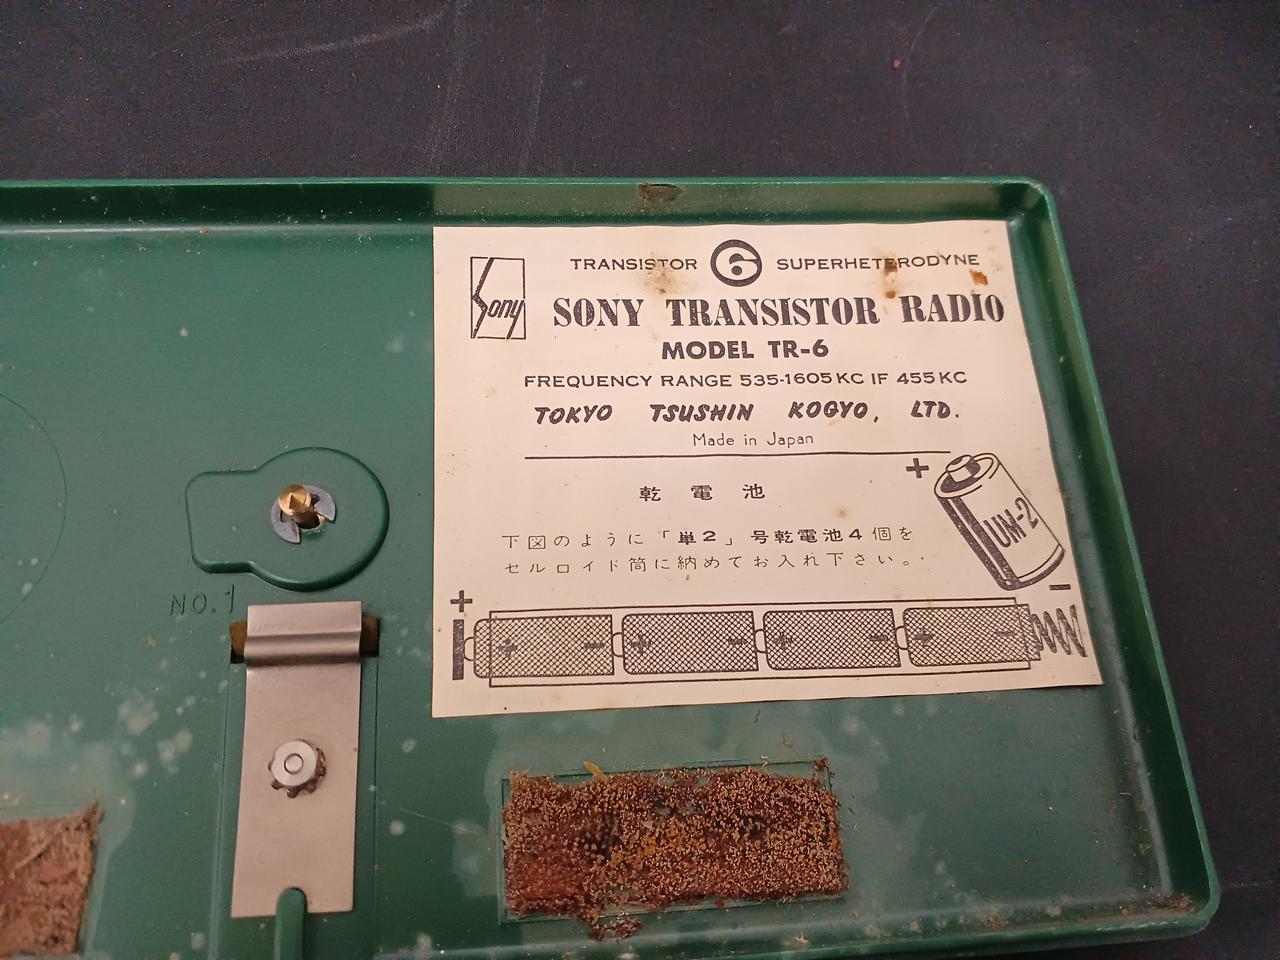 TRANSISTOR 6 SUPERHETERODYNE
Sony
SONY TRANSISTOR RADIO
MODEL TR-6
FREQUENCY RANGE 535-1605 KC IF 455 KC
TOKYO TSUSHIN KOGYO, LTD.
Made in Japan
乾電池
+
UM-2
下図のように「単2」号乾電池4個を
セルロイド筒に納めてお入れ下さい。
+ −
+ − + − + − + −
NO.1